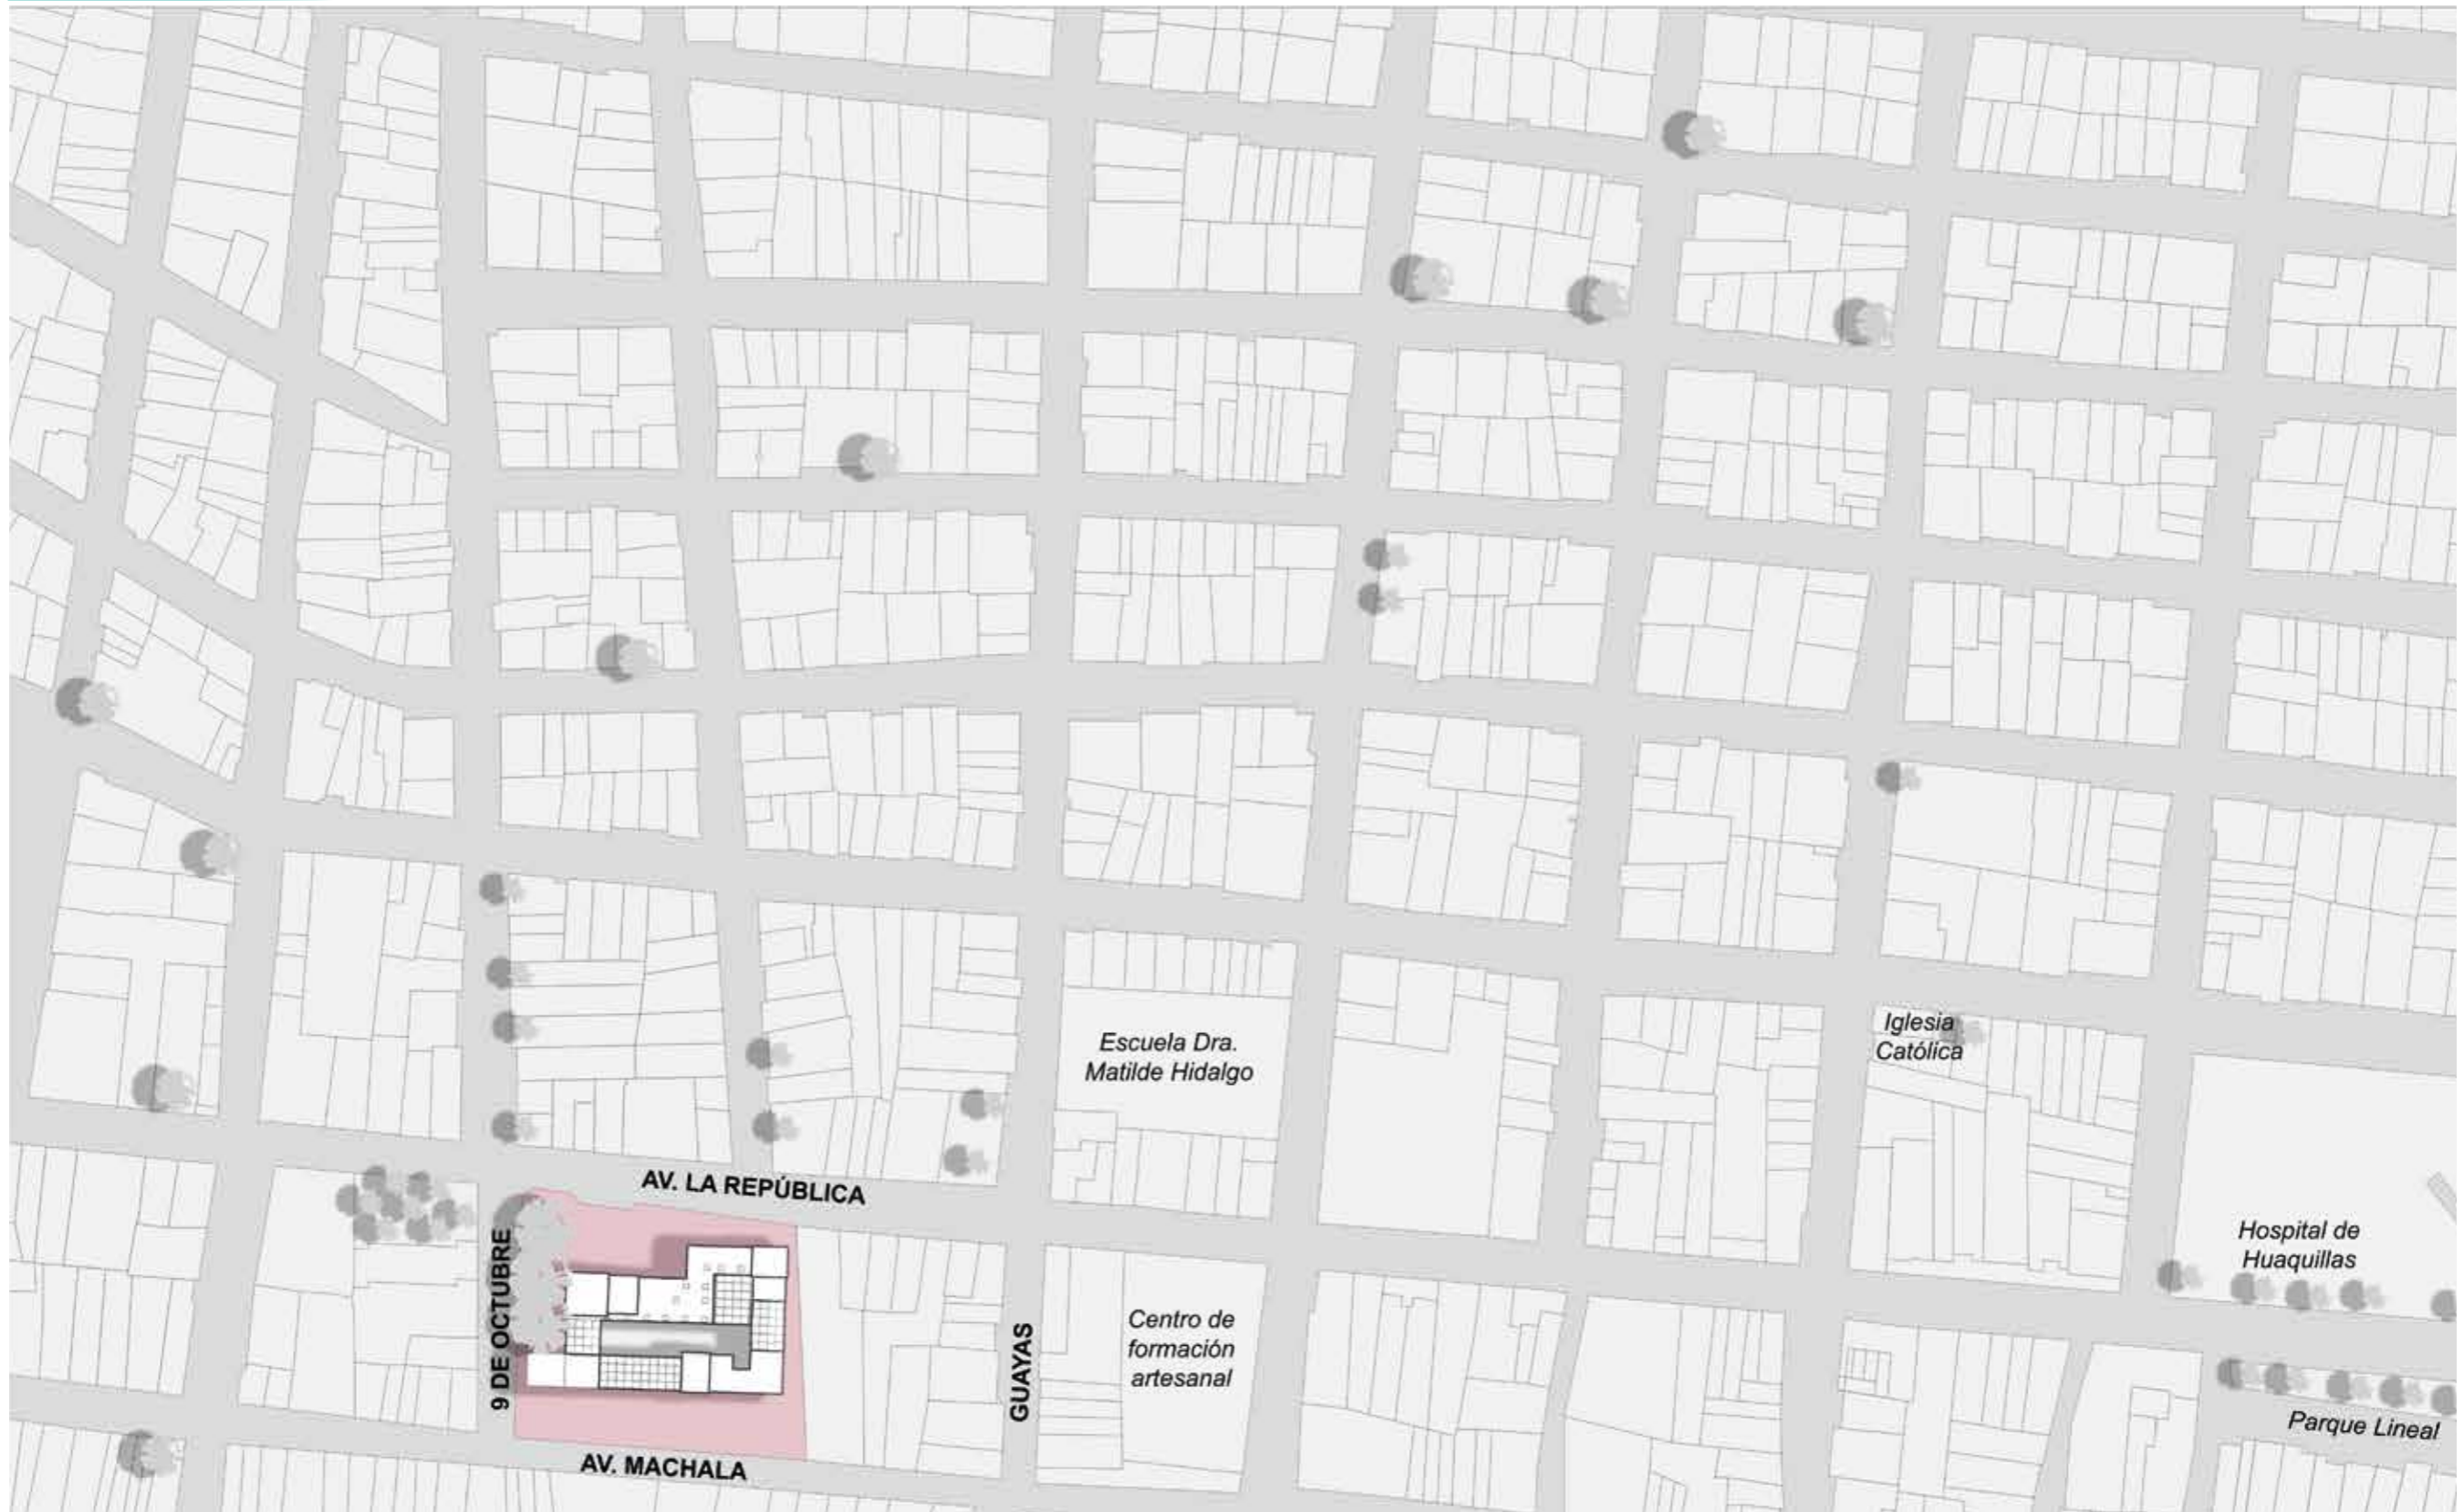 Iglesia
Católica
Escuela Dra.
Matilde Hidalgo
AV. LA REPÚBLICA
Hospital de
Huaquillas
9 DE OCTUBRE
Centro de
formación
artesanal
GUAYAS
Parque Lineal
AV. MACHALA